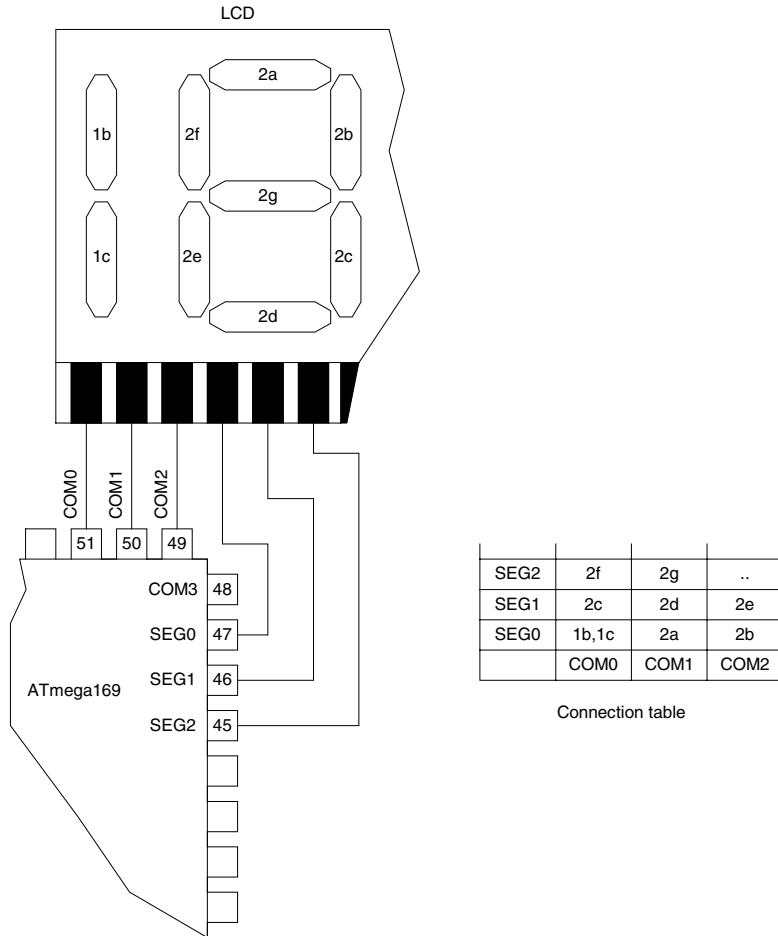 LCD
2a
1b 2f 2b
2g
1c 2e 2c
2d
COM0 COM1 COM2
51 50 49
COM3 48
SEG0 47
ATmega169 SEG1 46
SEG2 45
SEG2 2f 2g ..
SEG1 2c 2d 2e
SEG0 1b,1c 2a 2b
COM0 COM1 COM2
Connection table